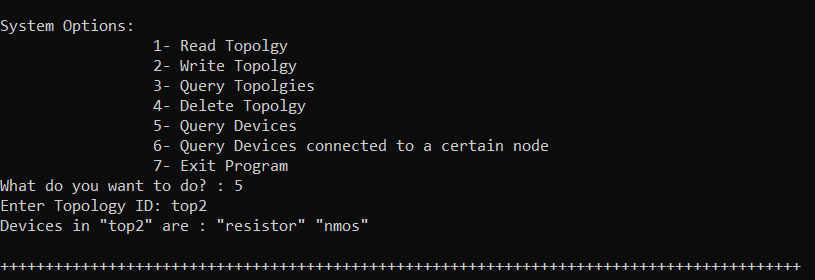 System Options:
1- Read Topolgy
2- Write Topolgy
3- Query Topolgies
4- Delete Topolgy
5- Query Devices
6- Query Devices connected to a certain node
7- Exit Program
What do you want to do? : 5
Enter Topology ID: top2
Devices in "top2" are : "resistor" "nmos"
+++++++++++++++++++++++++++++++++++++++++++++++++++++++++++++++++++++++++++++++++++++++++